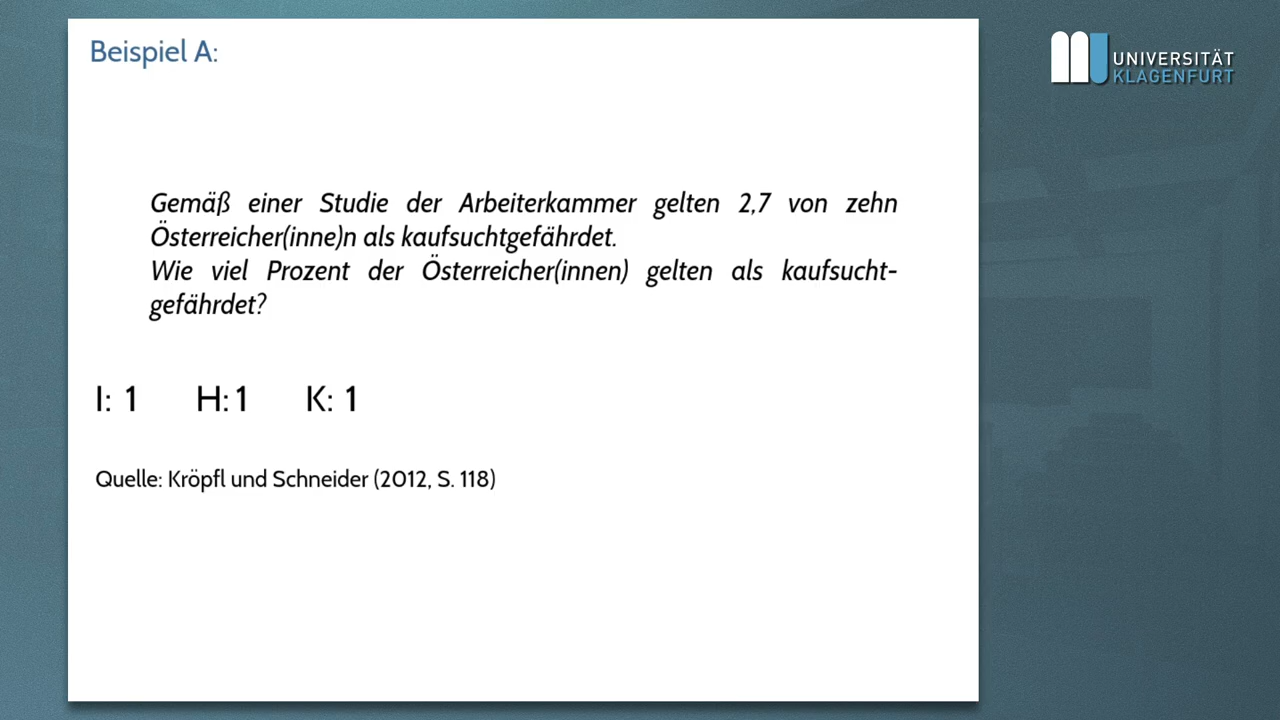 Beispiel A:
UNIVERSITÄT
KLAGENFURT
Gemäß einer Studie der Arbeiterkammer gelten 2,7 von zehn
Österreicher(inne)n als kaufsuchtgefährdet.
Wie viel Prozent der Österreicher(innen) gelten als kaufsucht-
gefährdet?
I: 1 H: 1 K: 1
Quelle: Kröpfl und Schneider (2012, S. 118)